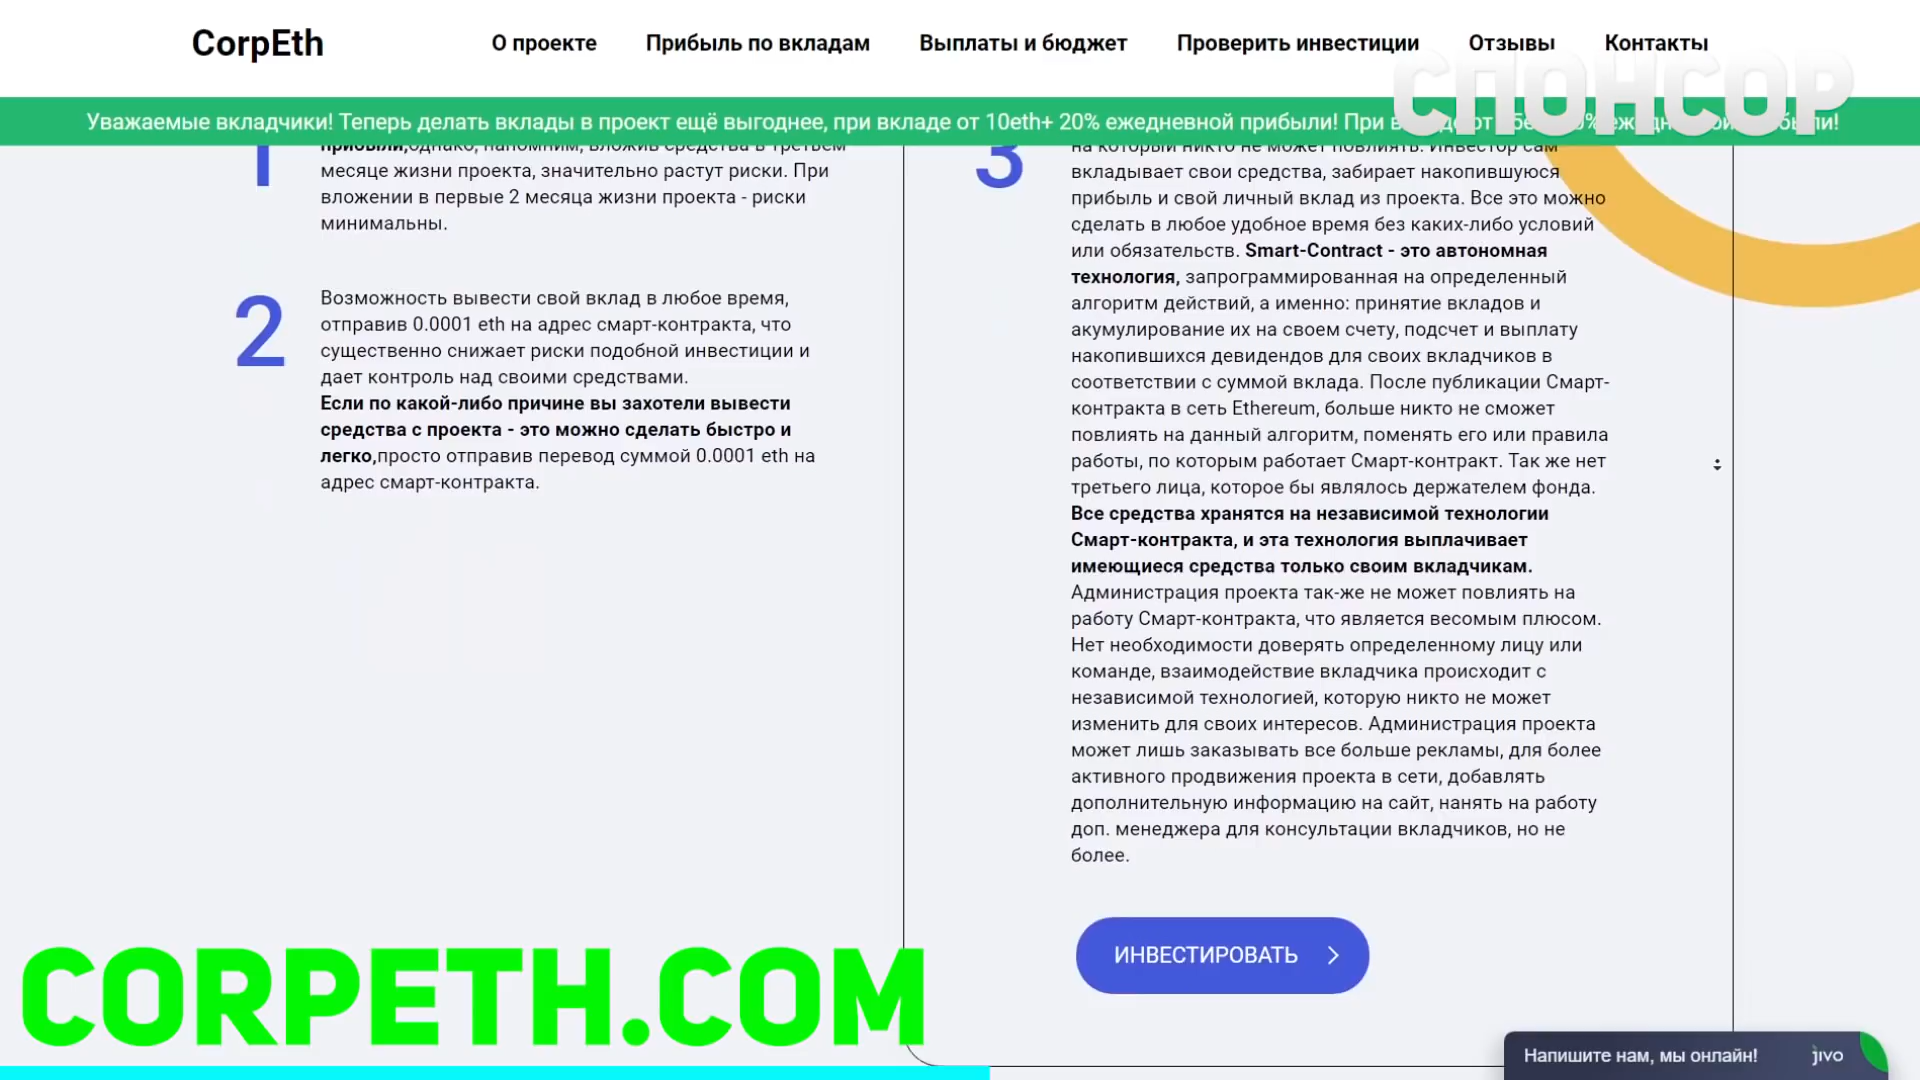 CorpEth
О проекте
Прибыль по вкладам
Выплаты и бюджет
Проверить инвестиции
Отзывы
Контакты
СПОНСОР
Уважаемые вкладчики! Теперь делать вклады в проект ещё выгоднее, при вкладе от 10eth+ 20% ежедневной прибыли! При
1
прибыли,однако, напомним, вложив средства в третьем
месяце жизни проекта, значительно растут риски. При
вложении в первые 2 месяца жизни проекта - риски
минимальны.
2
Возможность вывести свой вклад в любое время,
отправив 0.0001 eth на адрес смарт-контракта, что
существенно снижает риски подобной инвестиции и
дает контроль над своими средствами.
Если по какой-либо причине вы захотели вывести
средства с проекта - это можно сделать быстро и
легко,просто отправив перевод суммой 0.0001 eth на
адрес смарт-контракта.
3
на который никто не может повлиять. Инвестор сам
вкладывает свои средства, забирает накопившуюся
прибыль и свой личный вклад из проекта. Все это можно
сделать в любое удобное время без каких-либо условий
или обязательств. Smart-Contract - это автономная
технология, запрограммированная на определенный
алгоритм действий, а именно: принятие вкладов и
акумулирование их на своем счету, подсчет и выплату
накопившихся девидендов для своих вкладчиков в
соответствии с суммой вклада. После публикации Смарт-
контракта в сеть Ethereum, больше никто не сможет
повлиять на данный алгоритм, поменять его или правила
работы, по которым работает Смарт-контракт. Так же нет
третьего лица, которое бы являлось держателем фонда.
Все средства хранятся на независимой технологии
Смарт-контракта, и эта технология выплачивает
имеющиеся средства только своим вкладчикам.
Администрация проекта так-же не может повлиять на
работу Смарт-контракта, что является весомым плюсом.
Нет необходимости доверять определенному лицу или
команде, взаимодействие вкладчика происходит с
независимой технологией, которую никто не может
изменить для своих интересов. Администрация проекта
может лишь заказывать все больше рекламы, для более
активного продвижения проекта в сети, добавлять
дополнительную информацию на сайт, нанять на работу
доп. менеджера для консультации вкладчиков, но не
более.
ИНВЕСТИРОВАТЬ
CORPETH.COM
Напишите нам, мы онлайн!
jivo